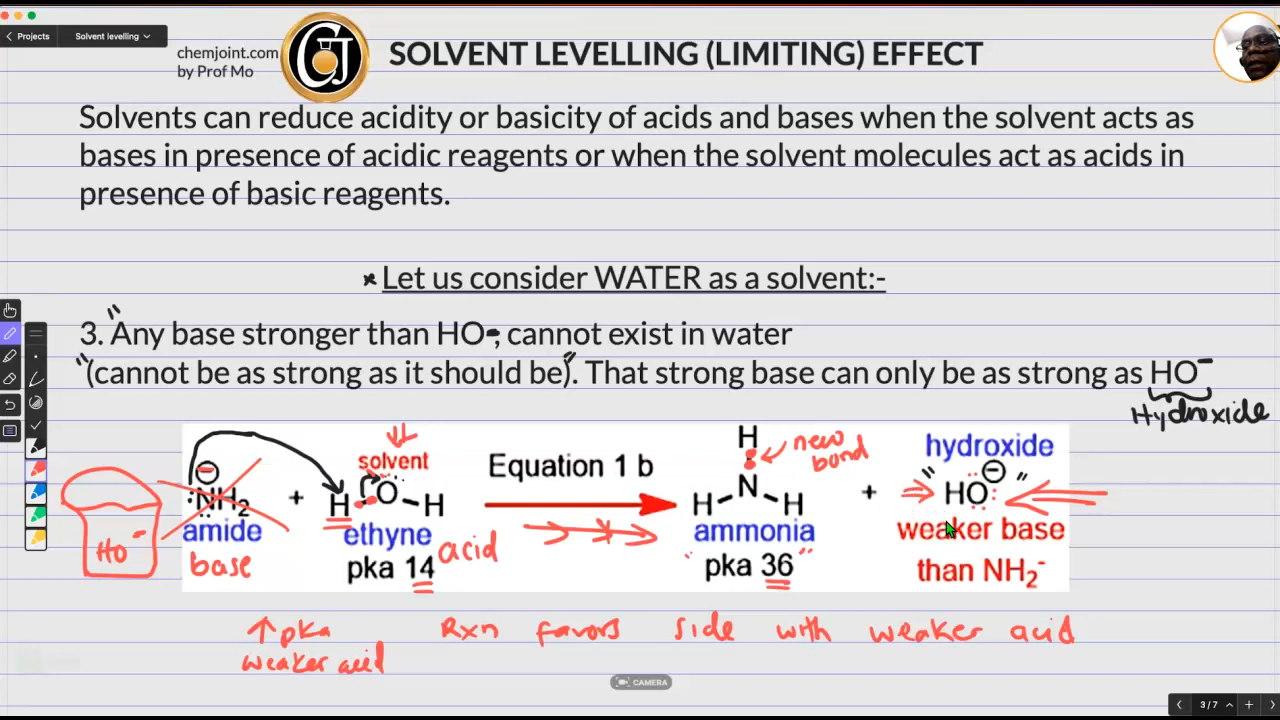 Projects
Solvent levelling
chemjoint.com
by Prof Mo
CJ
SOLVENT LEVELLING (LIMITING) EFFECT
Solvents can reduce acidity or basicity of acids and bases when the solvent acts as
bases in presence of acidic reagents or when the solvent molecules act as acids in
presence of basic reagents.
Let us consider WATER as a solvent:-
3. "Any base stronger than HO-, cannot exist in water
"(cannot be as strong as it should be)". That strong base can only be as strong as HO⁻
Hydroxide
HO⁻
:NH2
amide
base
+
solvent
H O H
ethyne
pka 14
acid
Equation 1 b
H
H N H
new
bond
ammonia
"pka 36"
+
hydroxide
"HO:⊖"
weaker base
than NH2-
↑ pka
weaker acid
Rxn favors side with weaker acid
CAMERA
3/7